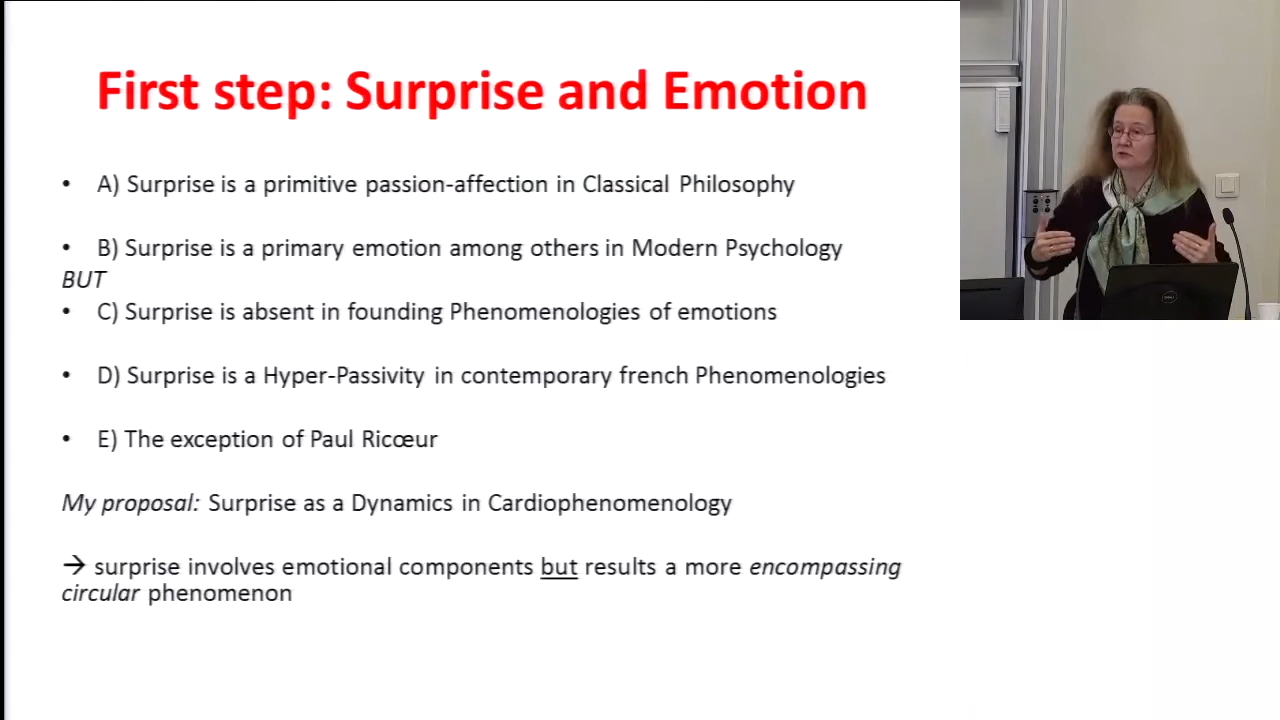 First step: Surprise and Emotion
• A) Surprise is a primitive passion-affection in Classical Philosophy
• B) Surprise is a primary emotion among others in Modern Psychology
BUT
• C) Surprise is absent in founding Phenomenologies of emotions
• D) Surprise is a Hyper-Passivity in contemporary french Phenomenologies
• E) The exception of Paul Ricœur
My proposal: Surprise as a Dynamics in Cardiophenomenology
→ surprise involves emotional components but results a more encompassing
circular phenomenon
DELL